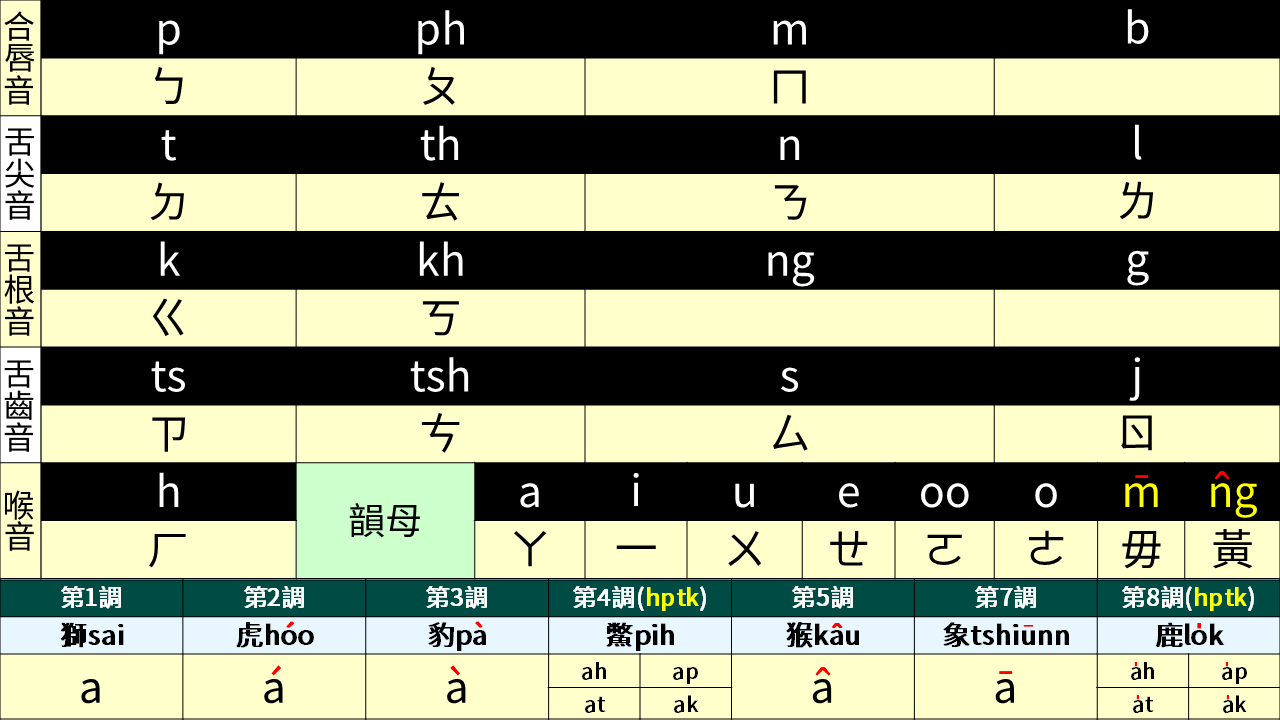 合唇音 p ph m b
ㄅ ㄆ ㄇ
舌尖音 t th n l
ㄉ ㄊ ㄋ ㄌ
舌根音 k kh ng g
ㄍ ㄎ
舌齒音 ts tsh s j
ㄗ ㄘ ㄙ ㄖ
喉音 h 韻母 a i u e oo o m̄ n̂g
ㄏ ㄚ 一 ㄨ ㄝ ㄛ ㄜ 毋 黃
第1調 第2調 第3調 第4調(hptk) 第5調 第7調 第8調(hptk)
獅sai 虎hóo 豹pà 鱉pih 猴kâu 象tshiūnn 鹿lo̍k
a á à ah ap â ā a̍h a̍p
at ak a̍t a̍k